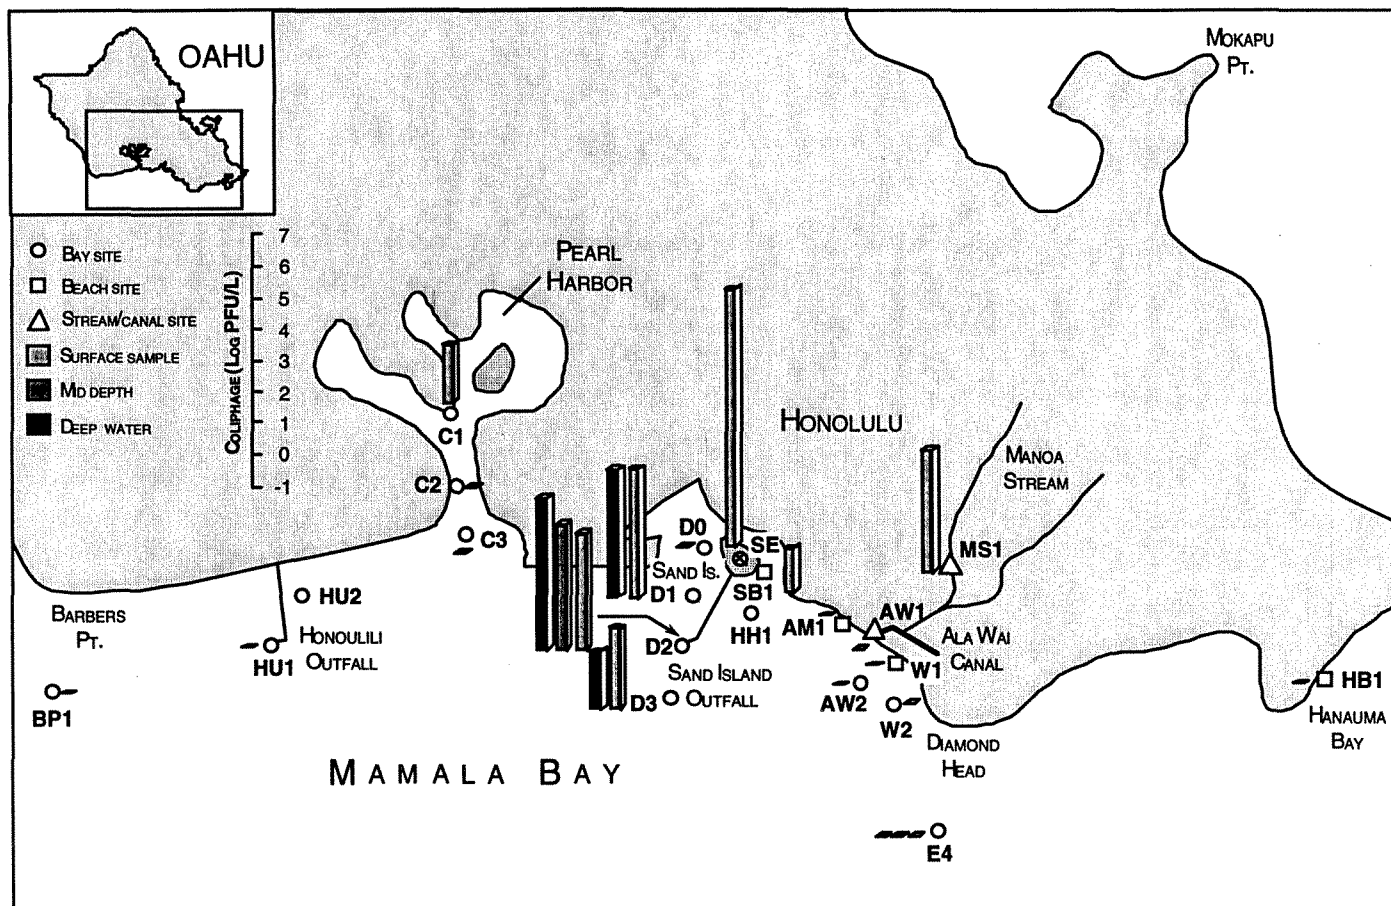 OAHU
MOKAPU
PT.
BAY SITE
BEACH SITE
STREAM/CANAL SITE
SURFACE SAMPLE
MID DEPTH
DEEP WATER
COLIPHAGE (LOG PFU/L)
7
6
5
4
3
2
1
0
-1
PEARL
HARBOR
C1
C2
C3
HONOLULU
MANOA
STREAM
MS1
D0
SE
SAND IS.
D1
SB1
HH1
AM1
AW1
ALA WAI
CANAL
W1
AW2
W2
BARBERS
PT.
HU2
HONOULILI
OUTFALL
HU1
BP1
D2
SAND ISLAND
OUTFALL
D3
DIAMOND
HEAD
HB1
HANAUMA
BAY
MAMALA BAY
E4